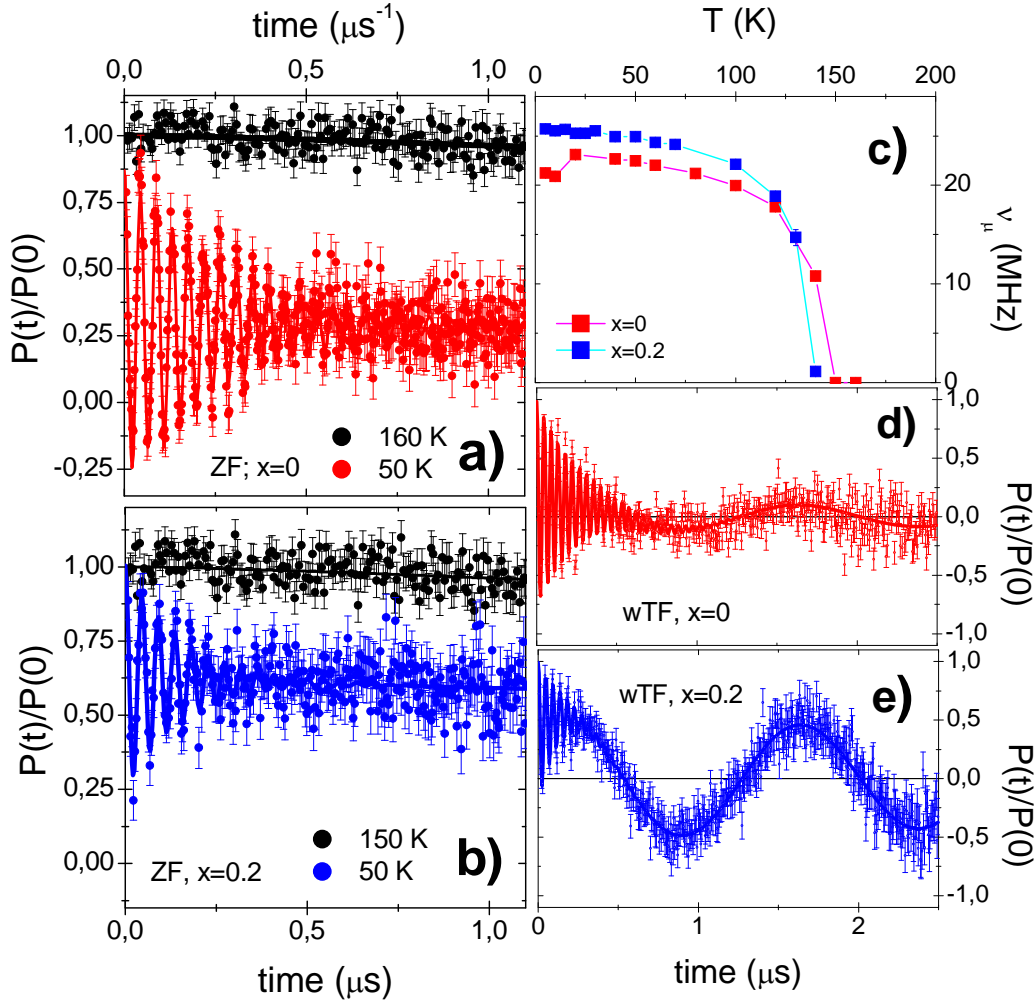 time (μs⁻¹)
0,0 0,5 1,0
1,00
0,75
0,50
0,25
0,00
-0,25
P(t)/P(0)
160 K
50 K
ZF; x=0
a)
1,00
0,75
0,50
0,25
0,00
P(t)/P(0)
150 K
50 K
ZF, x=0.2
b)
0,0 0,5 1,0
time (μs)
T (K)
0 50 100 150 200
c)
20
10
0
ν_μ (MHz)
x=0
x=0.2
d)
1,0
0,5
0,0
-0,5
-1,0
P(t)/P(0)
wTF, x=0
wTF, x=0.2
e)
1,0
0,5
0,0
-0,5
-1,0
P(t)/P(0)
0 1 2
time (μs)